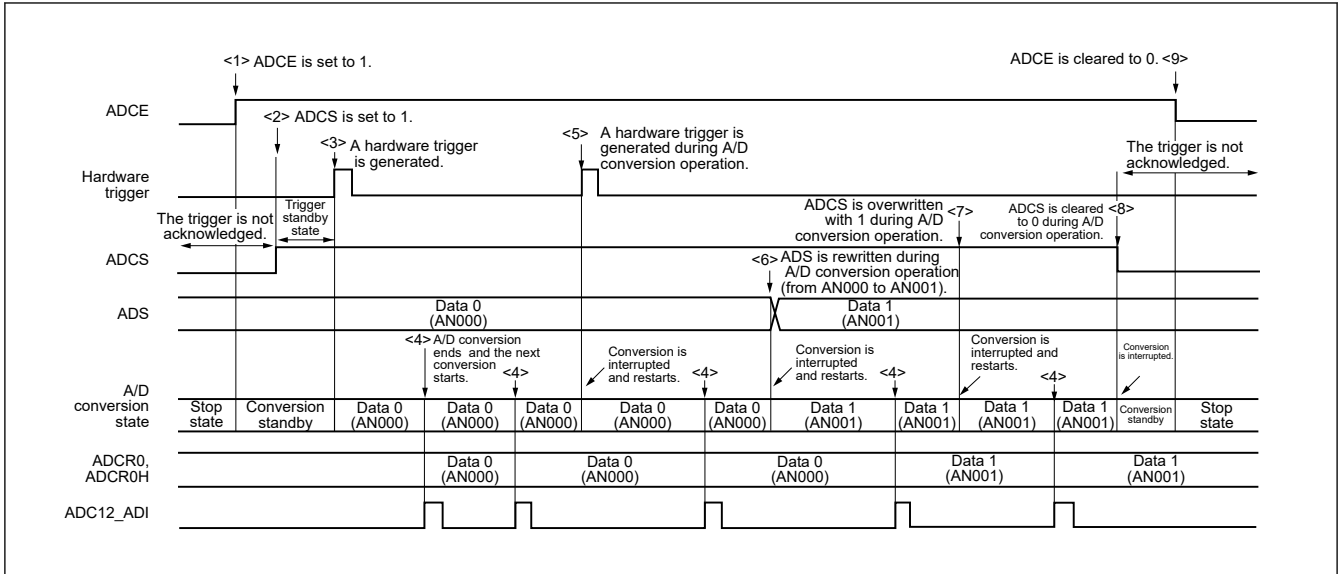 <1> ADCE is set to 1.
ADCE is cleared to 0. <9>
ADCE
<2> ADCS is set to 1.
<3> A hardware trigger
is generated.
<5> A hardware trigger is
generated during A/D
conversion operation.
The trigger is not
acknowledged.
Hardware
trigger
The trigger is not
acknowledged.
Trigger
standby
state
ADCS is overwritten <7>
with 1 during A/D
conversion operation.
ADCS is cleared <8>
to 0 during A/D
conversion operation.
ADCS
<6> ADS is rewritten during
A/D conversion operation
(from AN000 to AN001).
ADS
Data 0
(AN000)
Data 1
(AN001)
<4> A/D conversion
ends and the next
conversion
starts.
<4>
Conversion is
interrupted
and restarts.
<4>
Conversion is
interrupted
and restarts.
<4>
Conversion is
interrupted and
restarts.
<4>
Conversion
is interrupted.
A/D
conversion
state
Stop
state
Conversion
standby
Data 0
(AN000)
Data 0
(AN000)
Data 0
(AN000)
Data 0
(AN000)
Data 0
(AN000)
Data 1
(AN001)
Data 1
(AN001)
Data 1
(AN001)
Data 1
(AN001)
Conversion
standby
Stop
state
ADCR0,
ADCR0H
Data 0
(AN000)
Data 0
(AN000)
Data 0
(AN000)
Data 1
(AN001)
Data 1
(AN001)
ADC12_ADI